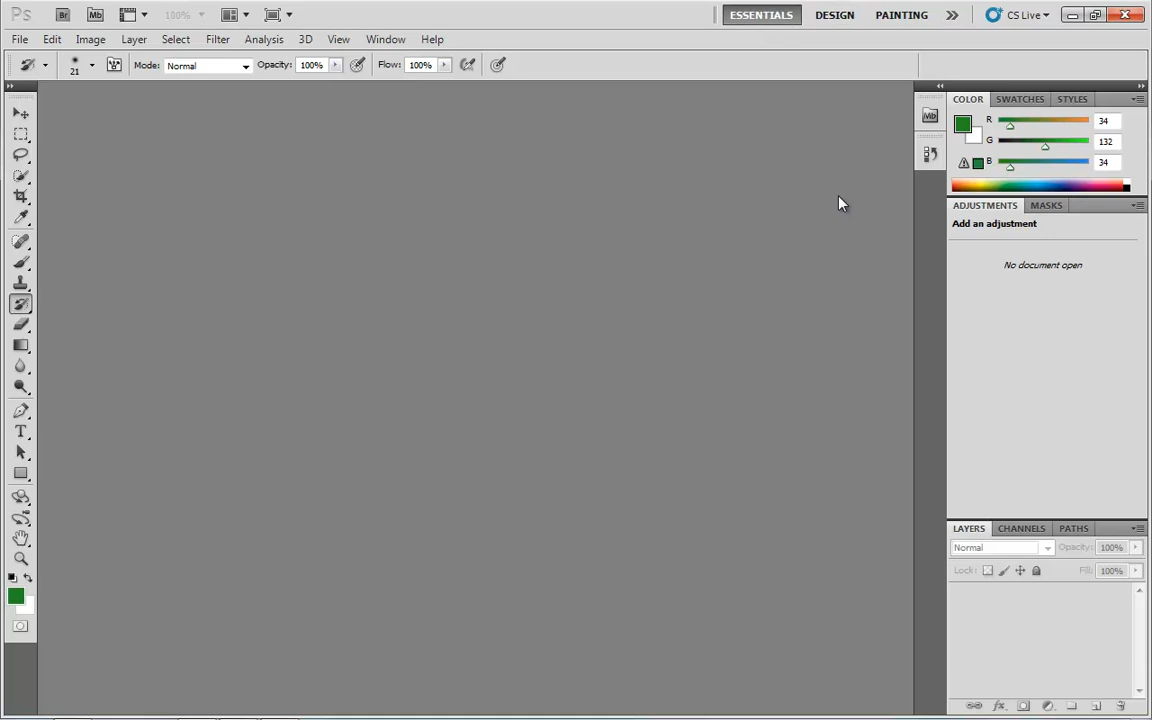 Ps Br Mb 100% ESSENTIALS DESIGN PAINTING CS Live
File Edit Image Layer Select Filter Analysis 3D View Window Help
21 Mode: Normal Opacity: 100% Flow: 100%
COLOR SWATCHES STYLES
Mb
R 34
G 132
B 34
ADJUSTMENTS MASKS
Add an adjustment
No document open
T
LAYERS CHANNELS PATHS
Normal Opacity: 100%
Lock: Fill: 100%
fx